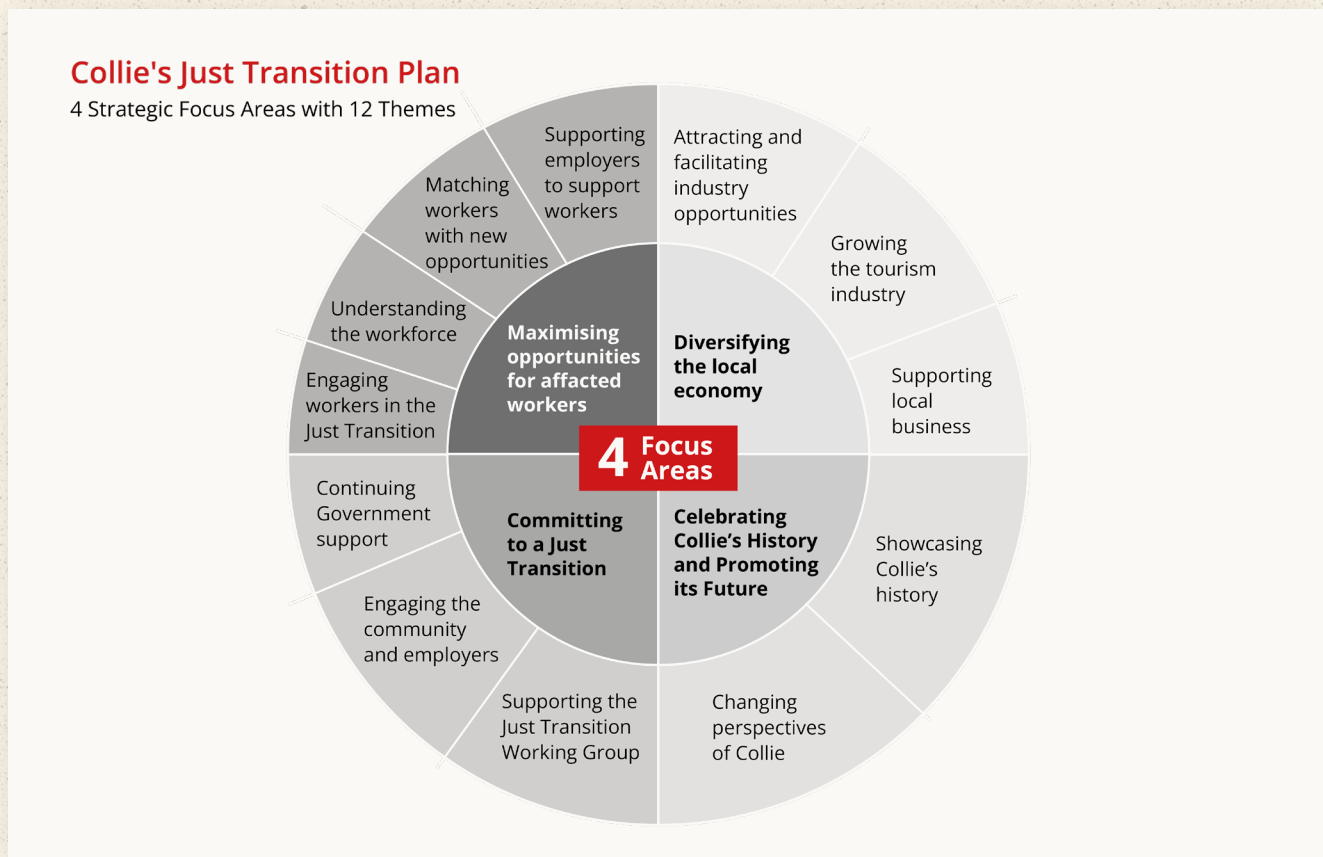 Collie's Just Transition Plan
4 Strategic Focus Areas with 12 Themes
Supporting
employers
to support
workers
Attracting and
facilitating
industry
opportunities
Matching
workers
with new
opportunities
Growing
the tourism
industry
Understanding
the workforce
Supporting
local
business
Engaging
workers in the
Just Transition
Maximising
opportunities
for affacted
workers
Diversifying
the local
economy
4 Focus
Areas
Committing
to a Just
Transition
Celebrating
Collie’s History
and Promoting
its Future
Continuing
Government
support
Showcasing
Collie’s
history
Engaging the
community
and employers
Supporting the
Just Transition
Working Group
Changing
perspectives
of Collie